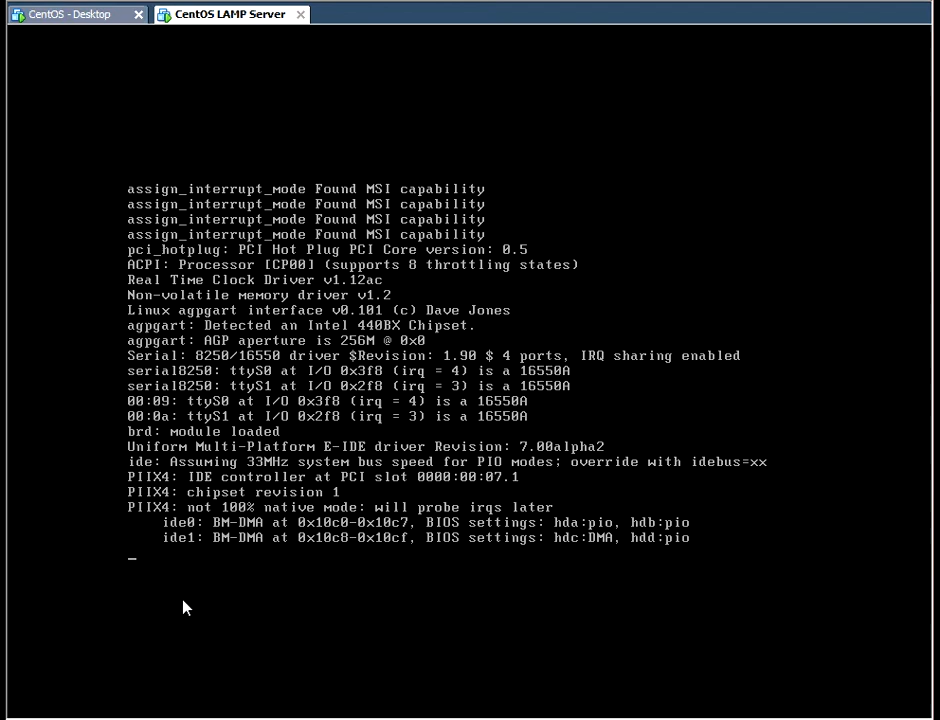 CentOS - Desktop
CentOS LAMP Server
assign_interrupt_mode Found MSI capability
assign_interrupt_mode Found MSI capability
assign_interrupt_mode Found MSI capability
assign_interrupt_mode Found MSI capability
pci_hotplug: PCI Hot Plug PCI Core version: 0.5
ACPI: Processor [CP00] (supports 8 throttling states)
Real Time Clock Driver v1.12ac
Non-volatile memory driver v1.2
Linux agpgart interface v0.101 (c) Dave Jones
agpgart: Detected an Intel 440BX Chipset.
agpgart: AGP aperture is 256M @ 0x0
Serial: 8250/16550 driver $Revision: 1.90 $ 4 ports, IRQ sharing enabled
serial8250: ttyS0 at I/O 0x3f8 (irq = 4) is a 16550A
serial8250: ttyS1 at I/O 0x2f8 (irq = 3) is a 16550A
00:09: ttyS0 at I/O 0x3f8 (irq = 4) is a 16550A
00:0a: ttyS1 at I/O 0x2f8 (irq = 3) is a 16550A
brd: module loaded
Uniform Multi-Platform E-IDE driver Revision: 7.00alpha2
ide: Assuming 33MHz system bus speed for PIO modes; override with idebus=xx
PIIX4: IDE controller at PCI slot 0000:00:07.1
PIIX4: chipset revision 1
PIIX4: not 100% native mode: will probe irqs later
ide0: BM-DMA at 0x10c0-0x10c7, BIOS settings: hda:pio, hdb:pio
ide1: BM-DMA at 0x10c8-0x10cf, BIOS settings: hdc:DMA, hdd:pio